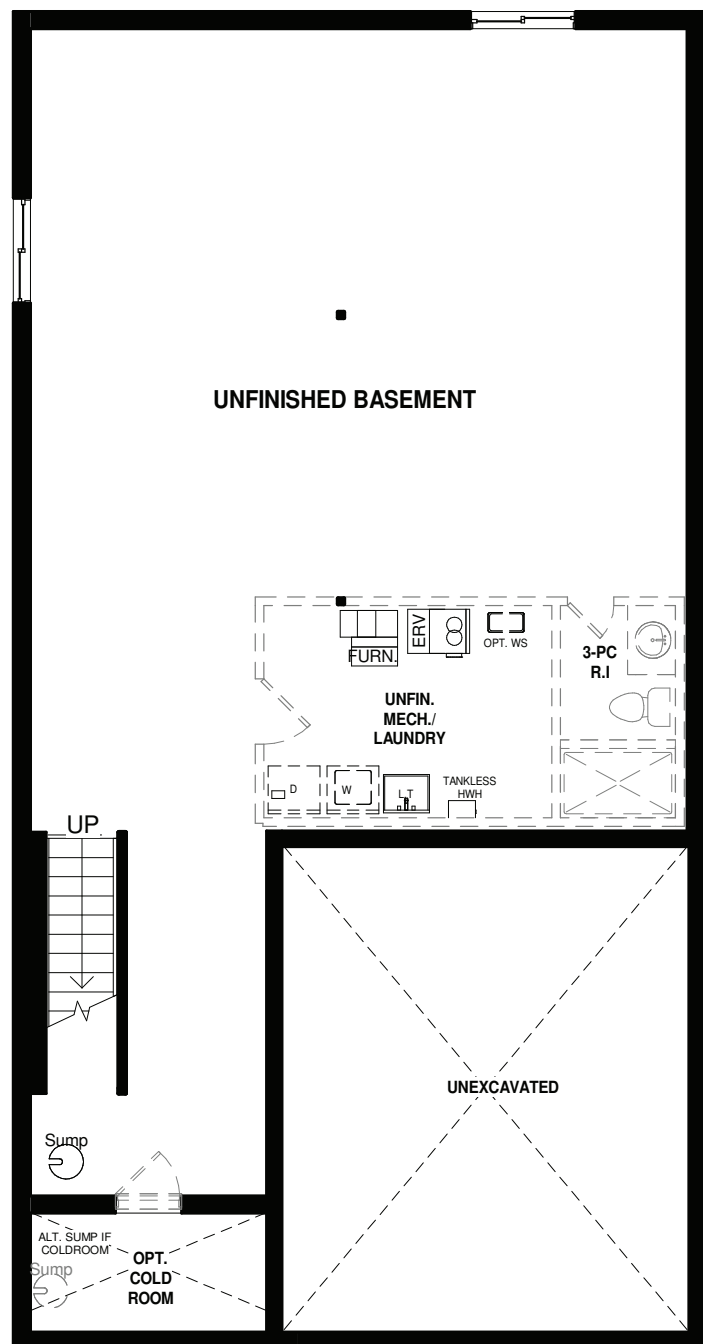 UNFINISHED BASEMENT
ERV
OPT. WS
FURN.
3-PC
R.I
UNFIN.
MECH./
LAUNDRY
D
W
L.T
TANKLESS
HWH
UP
UNEXCAVATED
Sump
ALT. SUMP IF
COLDROOM
Sump
OPT.
COLD
ROOM